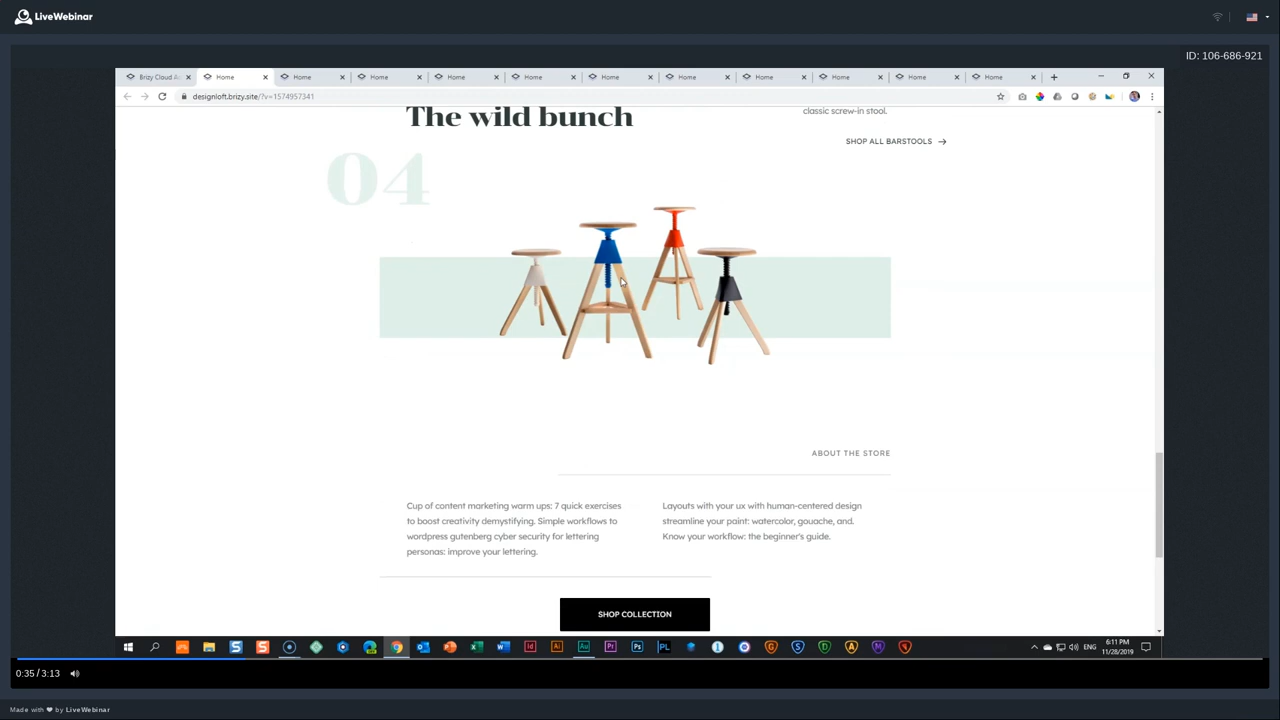 LiveWebinar
ID: 106-686-921
Brizy Cloud
Home
Home
Home
Home
Home
Home
Home
Home
Home
Home
Home
designloft.brizy.site/?v=1574957341
The wild bunch
classic screw-in stool.
SHOP ALL BARSTOOLS
04
ABOUT THE STORE
Cup of content marketing warm ups: 7 quick exercises
to boost creativity demystifying. Simple workflows to
wordpress gutenberg cyber security for lettering
personas: improve your lettering.
Layouts with your ux with human-centered design
streamline your paint: watercolor, gouache, and.
Know your workflow: the beginner's guide.
SHOP COLLECTION
ENG
6:11 PM
11/28/2019
0:35 / 3:13
Made with ❤ by LiveWebinar